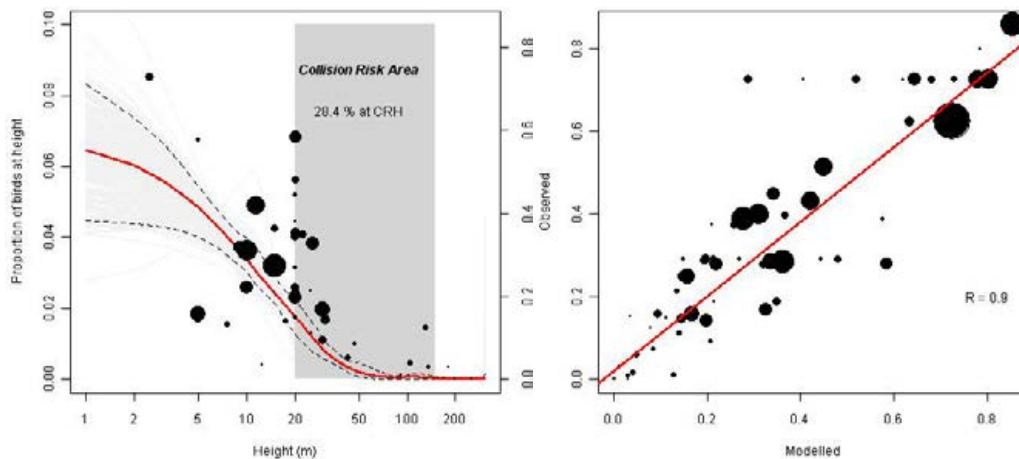 0.10
0.08
0.06
0.04
0.02
0.00
Proportion of birds at height
Collision Risk Area
28.4 % at CRH
0.8
0.6
0.4
0.2
0.0
1 2 5 10 20 50 100 200
Height (m)
0.8
0.6
0.4
0.2
0.0
Observed
R = 0.9
0.0 0.2 0.4 0.6 0.8
Modelled